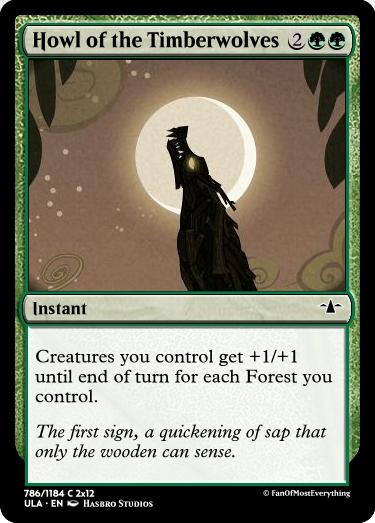 Howl of the Timberwolves 2
Instant
Creatures you control get +1/+1
until end of turn for each Forest you
control.
The first sign, a quickening of sap that
only the wooden can sense.
786/1184 C 2x12
ULA • EN Hasbro Studios
© FanOfMostEverything